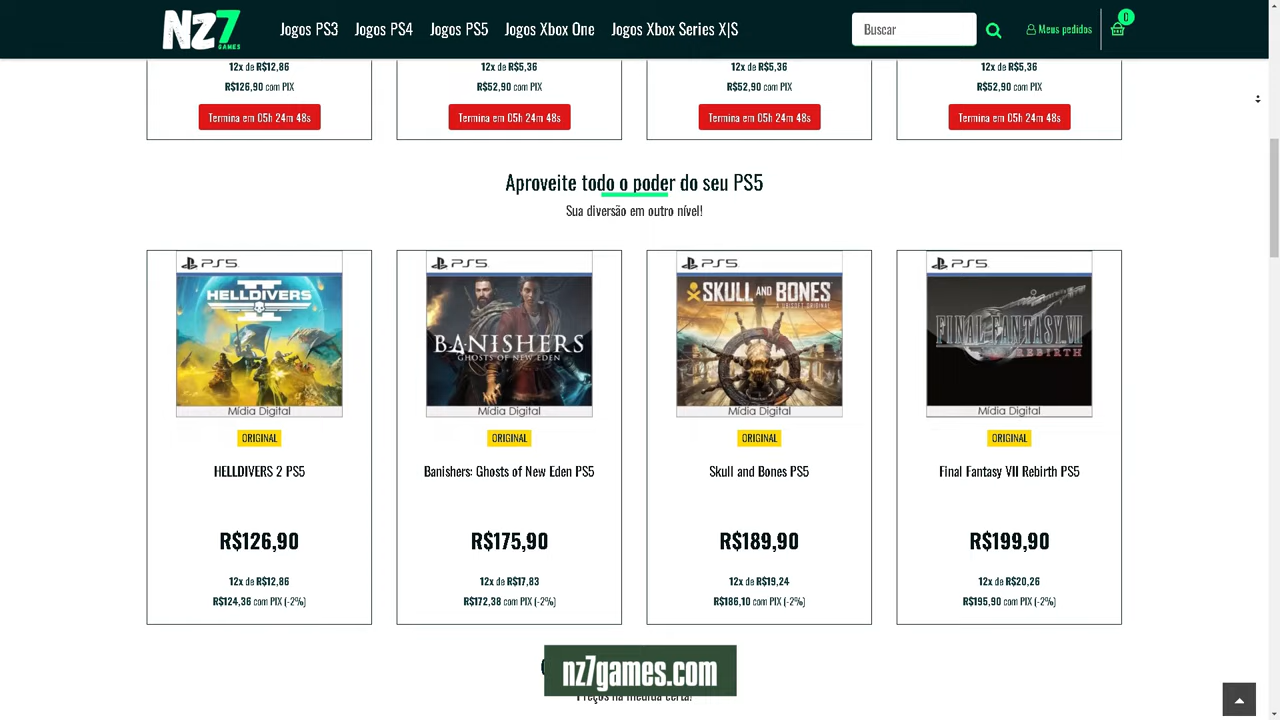 NZ7
GAMES
Jogos PS3 Jogos PS4 Jogos PS5 Jogos Xbox One Jogos Xbox Series X|S
Buscar
Meus pedidos
0
12x de R$12,86
R$126,90 com PIX
Termina em 05h 24m 48s
12x de R$5,36
R$52,90 com PIX
Termina em 05h 24m 48s
12x de R$5,36
R$52,90 com PIX
Termina em 05h 24m 48s
12x de R$5,36
R$52,90 com PIX
Termina em 05h 24m 48s
Aproveite todo o poder do seu PS5
Sua diversão em outro nível!
PS5
HELLDIVERS
II
Mídia Digital
ORIGINAL
HELLDIVERS 2 PS5
R$126,90
12x de R$12,86
R$124,36 com PIX (-2%)
PS5
BANISHERS
GHOSTS OF NEW EDEN
Mídia Digital
ORIGINAL
Banishers: Ghosts of New Eden PS5
R$175,90
12x de R$17,83
R$172,38 com PIX (-2%)
PS5
SKULL AND BONES
A UBISOFT ORIGINAL
Mídia Digital
ORIGINAL
Skull and Bones PS5
R$189,90
12x de R$19,24
R$186,10 com PIX (-2%)
PS5
FINAL FANTASY VII
REBIRTH
Mídia Digital
ORIGINAL
Final Fantasy VII Rebirth PS5
R$199,90
12x de R$20,26
R$195,90 com PIX (-2%)
nz7games.com
Preços na medida certa!